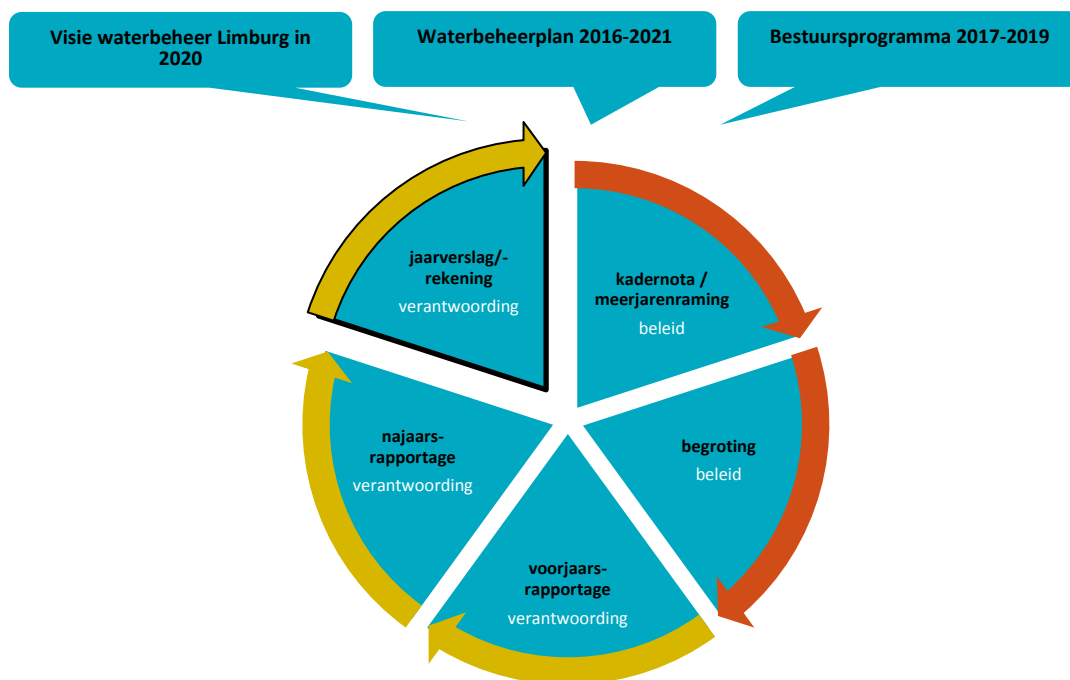 Visie waterbeheer Limburg in
2020
Waterbeheerplan 2016-2021
Bestuursprogramma 2017-2019
jaarverslag/-
rekening
verantwoording
kadernota /
meerjarenraming
beleid
najaars-
rapportage
verantwoording
begroting
beleid
voorjaars-
rapportage
verantwoording